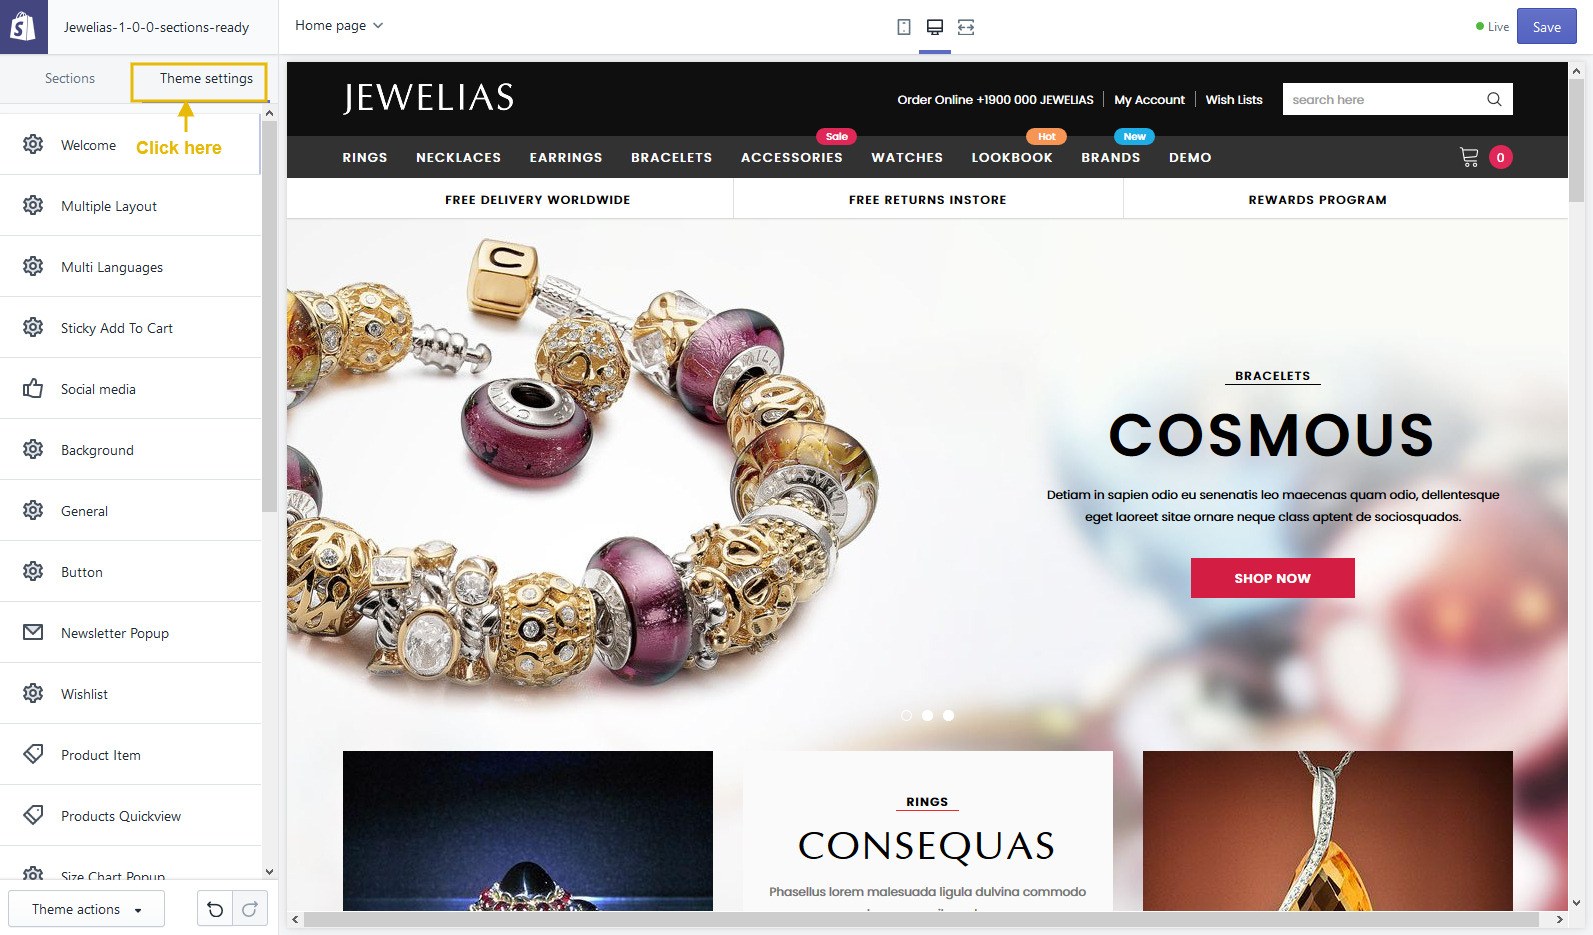 Jewelias-1-0-0-sections-ready
Home page
Live
Save
Sections
Theme settings
Click here
Welcome
Multiple Layout
Multi Languages
Sticky Add To Cart
Social media
Background
General
Button
Newsletter Popup
Wishlist
Product Item
Products Quickview
Size Chart Popup
Theme actions
JEWELIAS
Order Online +1900 000 JEWELIAS
My Account
Wish Lists
search here
Sale
Hot
New
RINGS NECKLACES EARRINGS BRACELETS ACCESSORIES WATCHES LOOKBOOK BRANDS DEMO
0
FREE DELIVERY WORLDWIDE
FREE RETURNS INSTORE
REWARDS PROGRAM
BRACELETS
COSMOUS
Detiam in sapien odio eu senenatis leo maecenas quam odio, dellentesque
eget laoreet sitae ornare neque class aptent de sociosquados.
SHOP NOW
RINGS
CONSEQUAS
Phasellus lorem malesuada ligula dulvina commodo